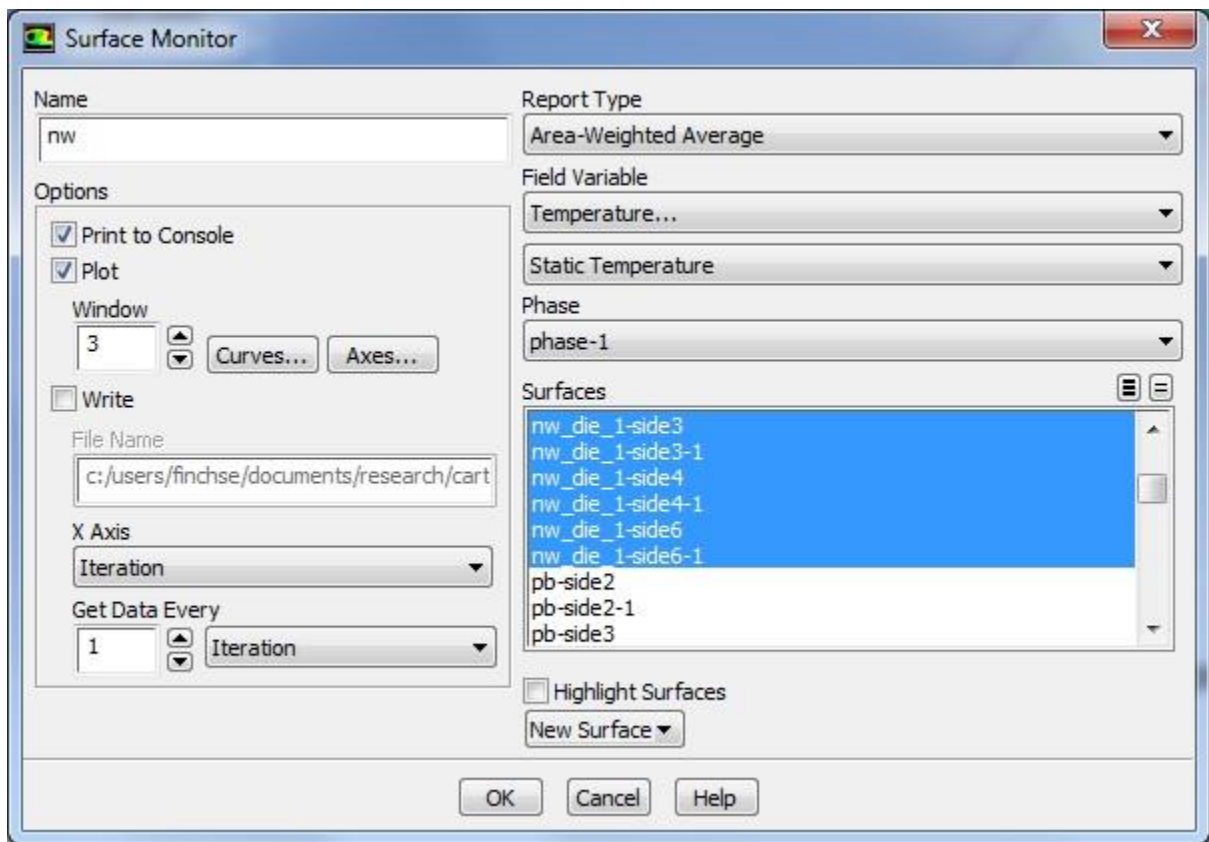 Surface Monitor
Name
nw
Options
Print to Console
Plot
Window
3
Curves...
Axes...
Write
File Name
c:/users/finchse/documents/research/cart
X Axis
Iteration
Get Data Every
1
Iteration
Report Type
Area-Weighted Average
Field Variable
Temperature...
Static Temperature
Phase
phase-1
Surfaces
nw_die_1-side3
nw_die_1-side3-1
nw_die_1-side4
nw_die_1-side4-1
nw_die_1-side6
nw_die_1-side6-1
pb-side2
pb-side2-1
pb-side3
Highlight Surfaces
New Surface
OK
Cancel
Help